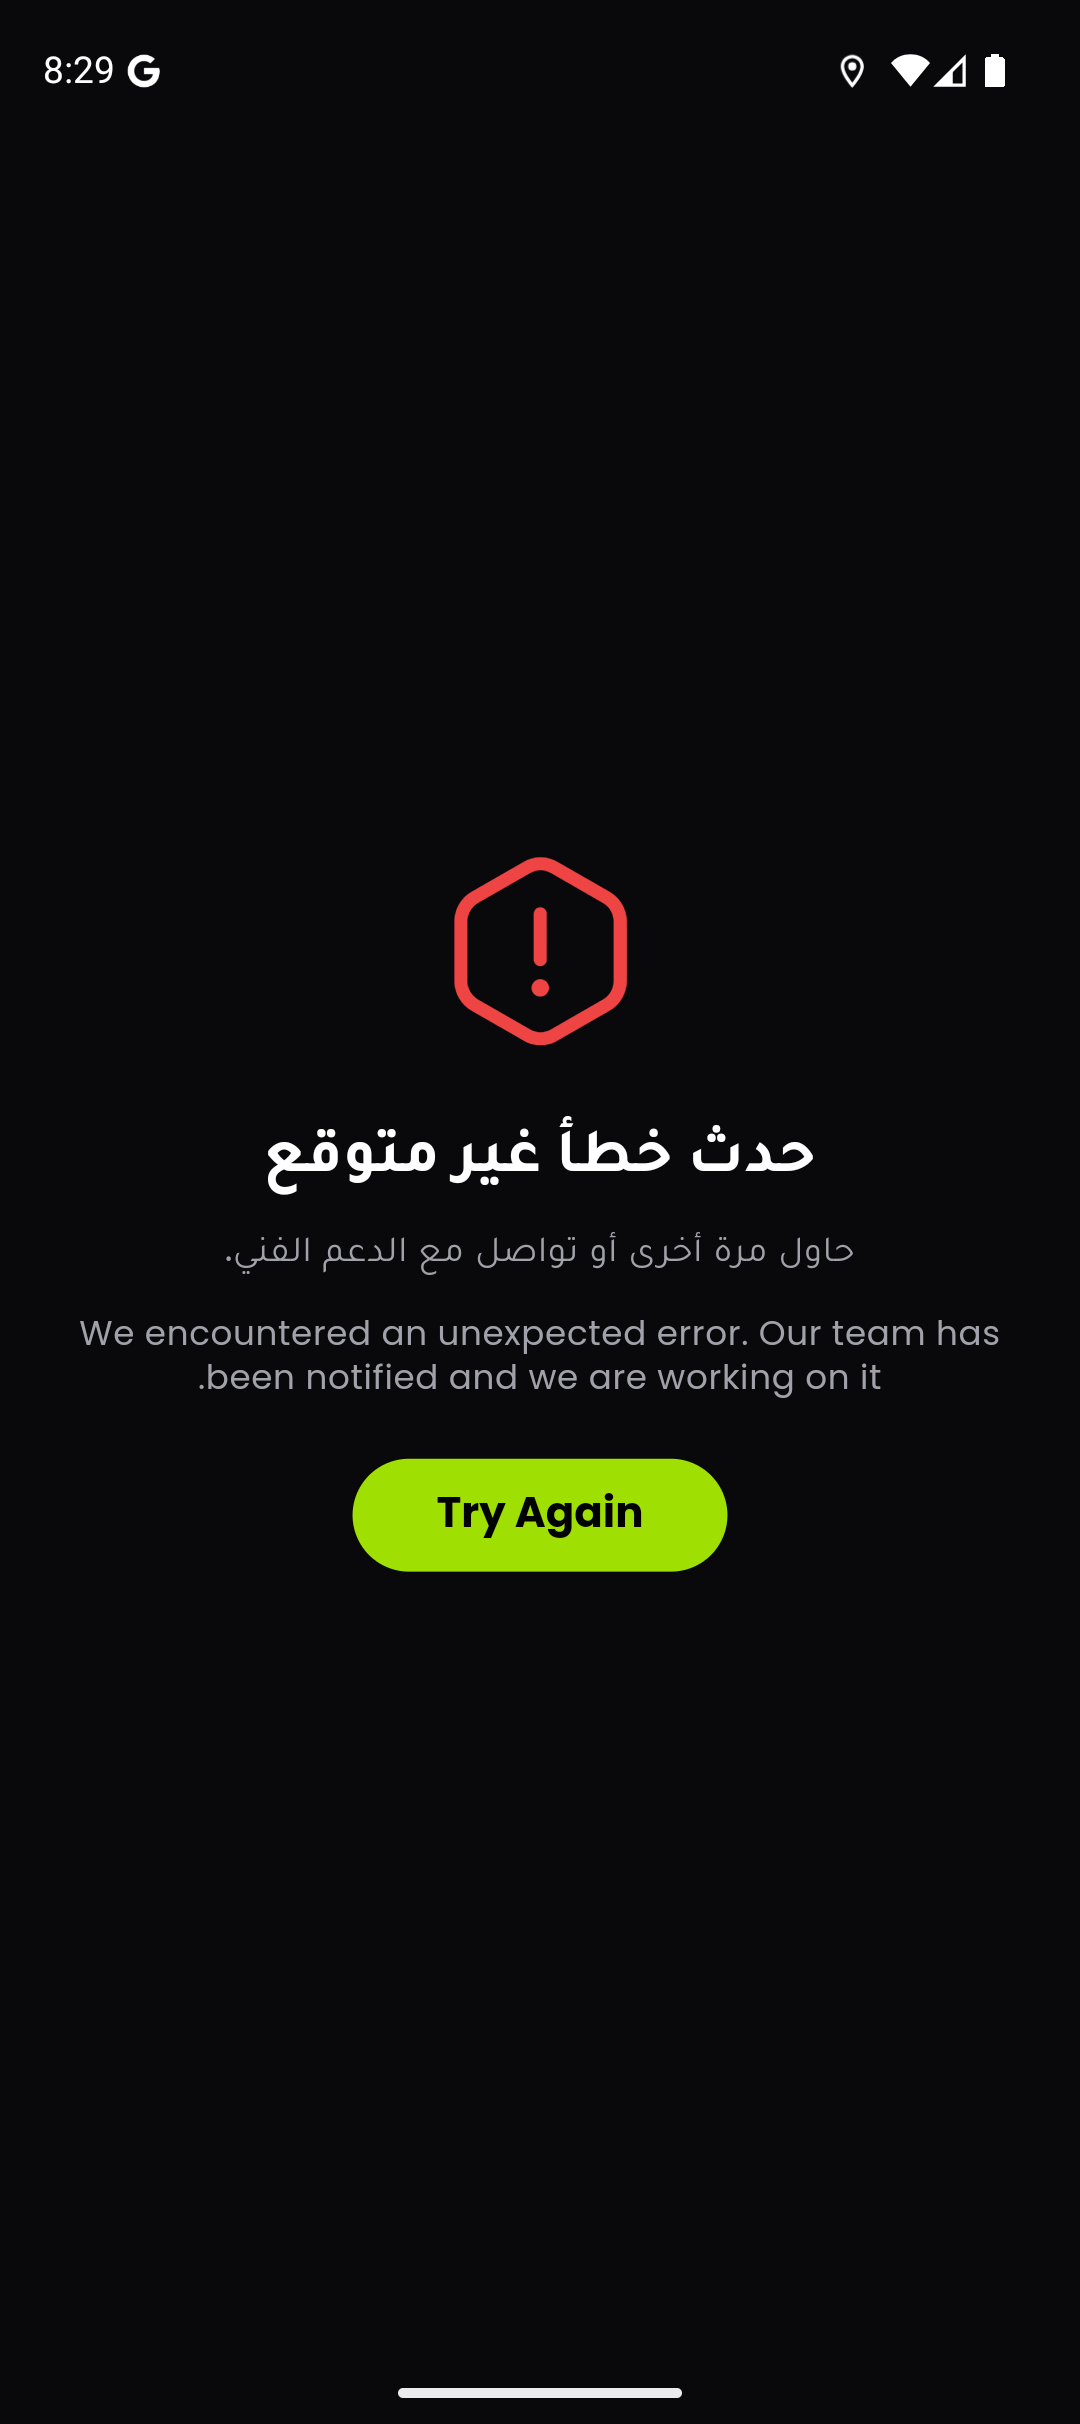 8:29
حدث خطأ غير متوقع
حاول مرة أخرى أو تواصل مع الدعم الفني.
We encountered an unexpected error. Our team has
been notified and we are working on it.
Try Again